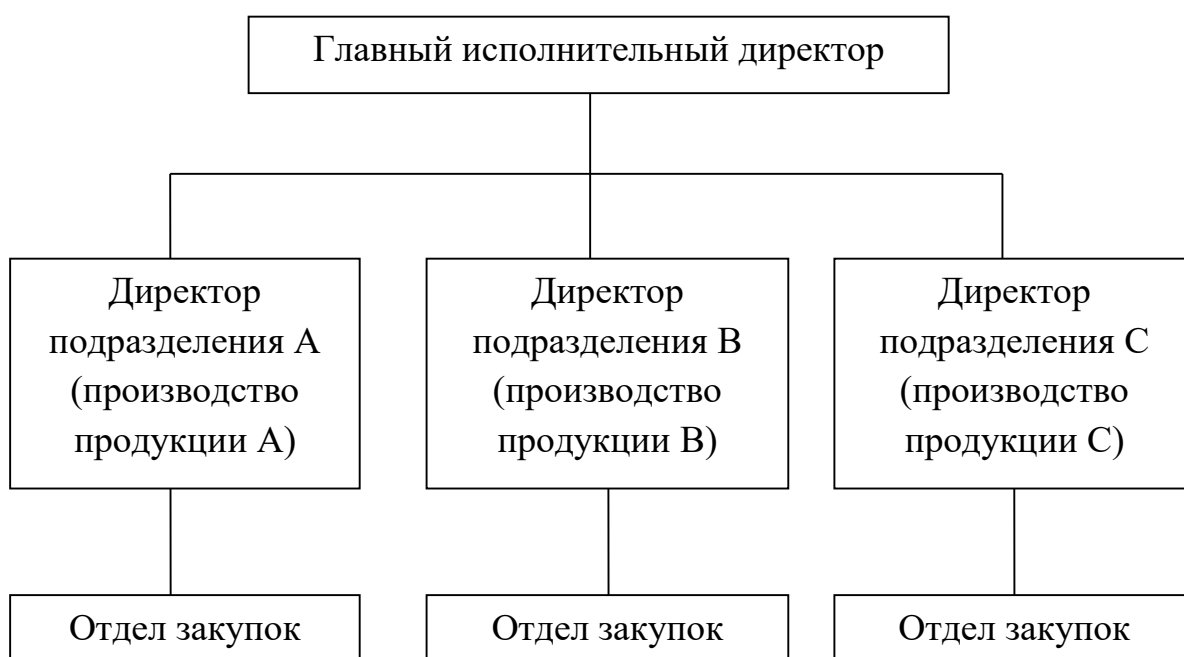 Главный исполнительный директор
Директор
подразделения А
(производство
продукции А)
Директор
подразделения В
(производство
продукции В)
Директор
подразделения С
(производство
продукции С)
Отдел закупок
Отдел закупок
Отдел закупок